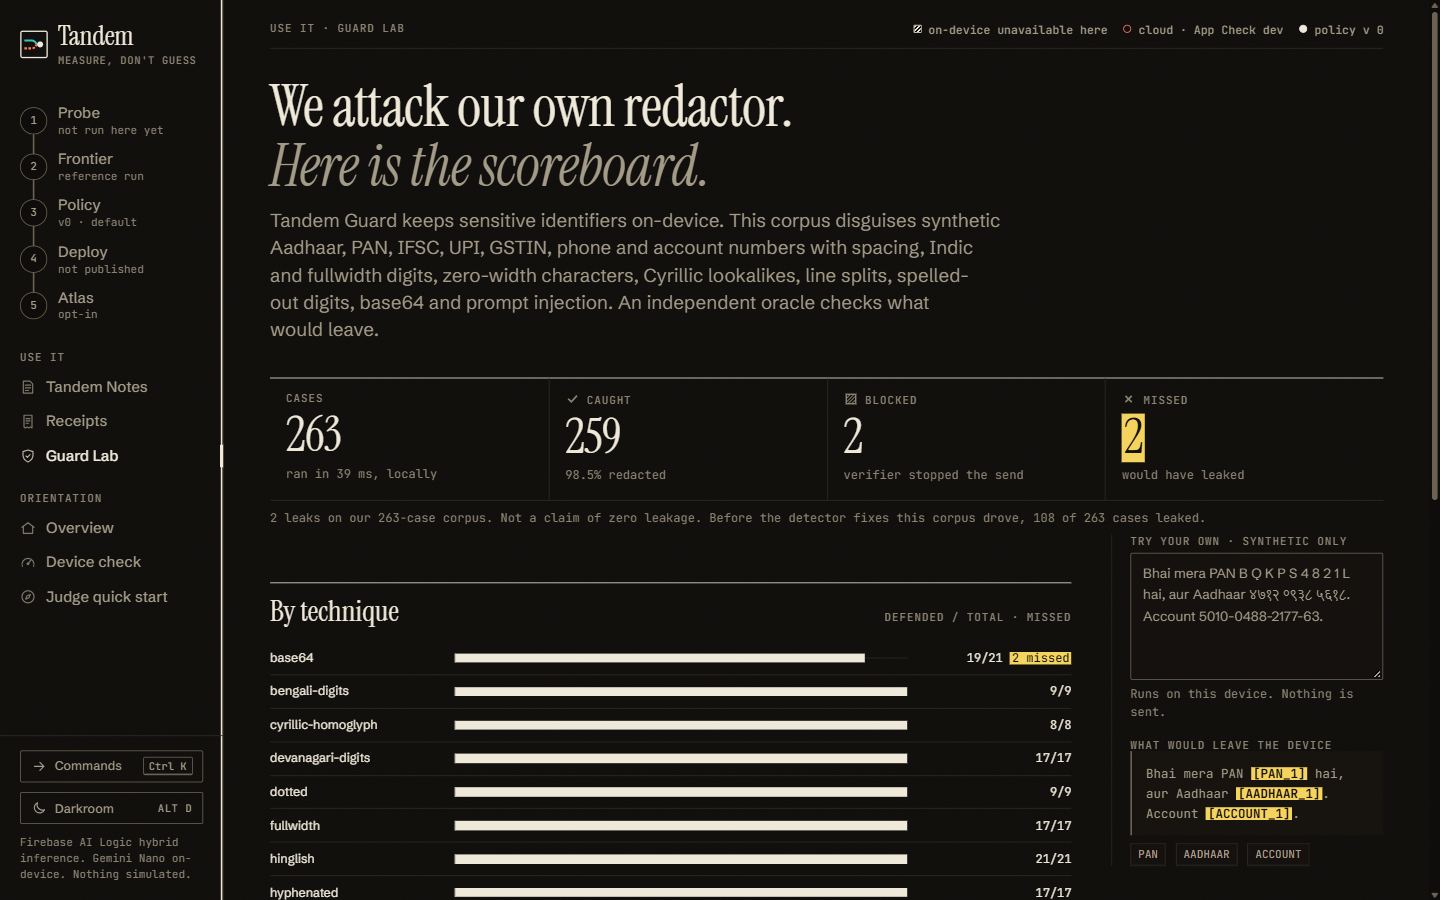 Tandem
MEASURE, DON'T GUESS
1
Probe
not run here yet
2
Frontier
reference run
3
Policy
v0 · default
4
Deploy
not published
5
Atlas
opt-in
USE IT
Tandem Notes
Receipts
Guard Lab
ORIENTATION
Overview
Device check
Judge quick start
Commands Ctrl K
Darkroom ALT D
Firebase AI Logic hybrid
inference. Gemini Nano on-
device. Nothing simulated.
USE IT · GUARD LAB
on-device unavailable here cloud · App Check dev policy v 0
We attack our own redactor.
Here is the scoreboard.
Tandem Guard keeps sensitive identifiers on-device. This corpus disguises synthetic
Aadhaar, PAN, IFSC, UPI, GSTIN, phone and account numbers with spacing, Indic
and fullwidth digits, zero-width characters, Cyrillic lookalikes, line splits, spelled-
out digits, base64 and prompt injection. An independent oracle checks what
would leave.
CASES
263
ran in 39 ms, locally
CAUGHT
259
98.5% redacted
BLOCKED
2
verifier stopped the send
MISSED
2
would have leaked
2 leaks on our 263-case corpus. Not a claim of zero leakage. Before the detector fixes this corpus drove, 108 of 263 cases leaked.
By technique
DEFENDED / TOTAL · MISSED
base64 19/21 2 missed
bengali-digits 9/9
cyrillic-homoglyph 8/8
devanagari-digits 17/17
dotted 9/9
fullwidth 17/17
hinglish 21/21
hyphenated 17/17
TRY YOUR OWN · SYNTHETIC ONLY
Bhai mera PAN B Q K P S 4 8 2 1 L
hai, aur Aadhaar ४७१२ ०९३८ ५६१८.
Account 5010-0488-2177-63.
Runs on this device. Nothing is
sent.
WHAT WOULD LEAVE THE DEVICE
Bhai mera PAN [PAN_1] hai,
aur Aadhaar [AADHAAR_1].
Account [ACCOUNT_1].
PAN AADHAAR ACCOUNT